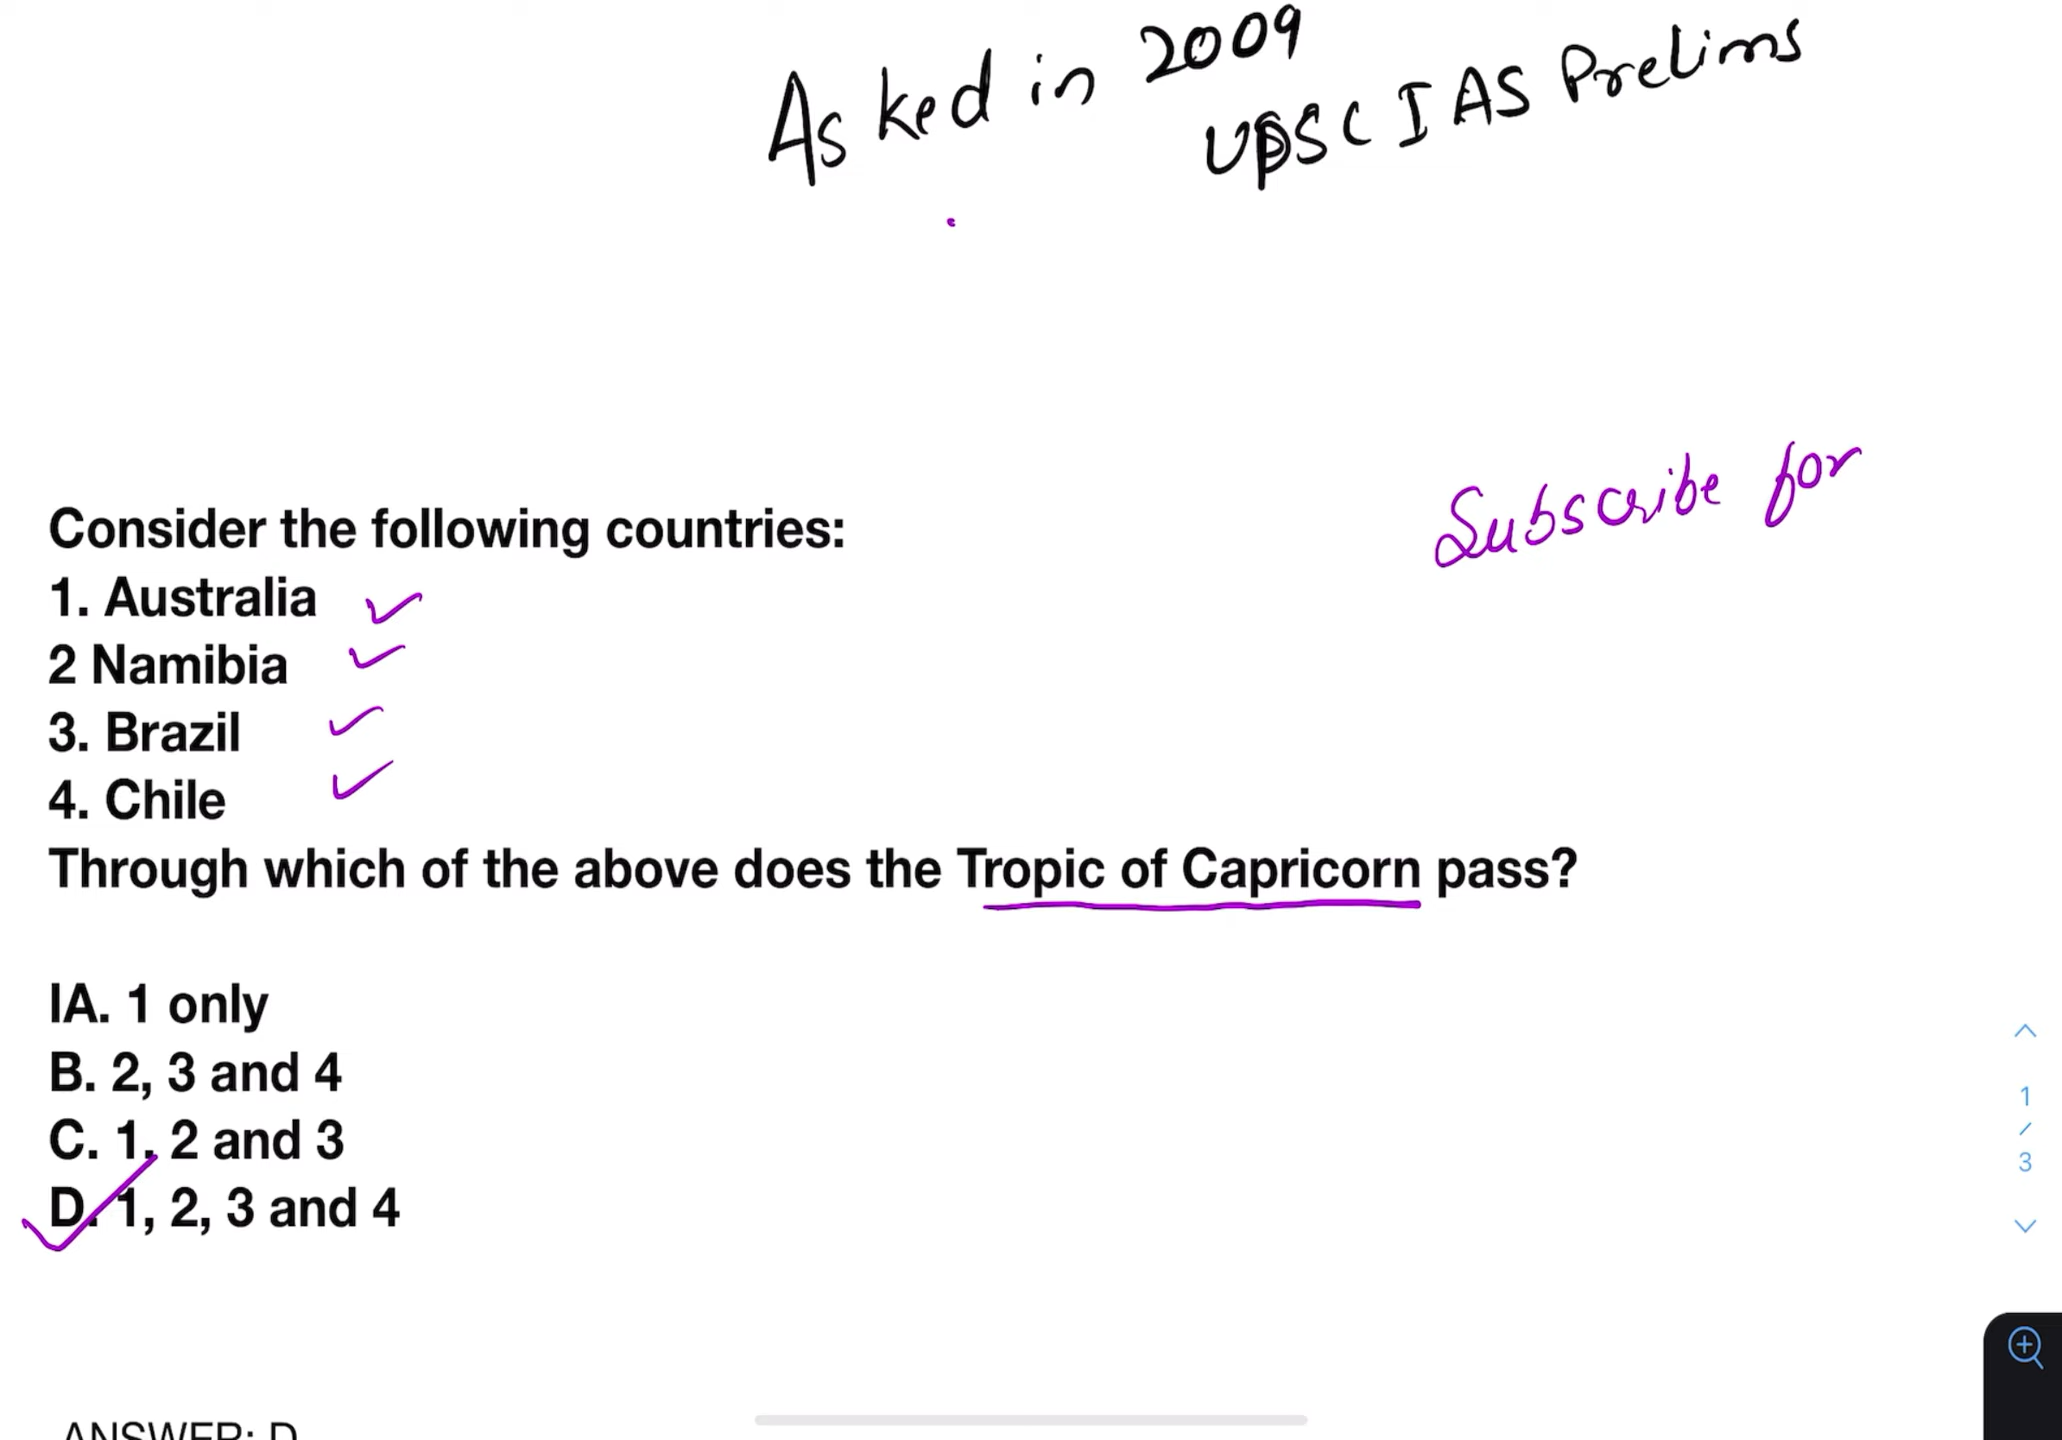 Asked in 2009
UPSC IAS Prelims
Subscribe for
Consider the following countries:
1. Australia
2 Namibia
3. Brazil
4. Chile
Through which of the above does the Tropic of Capricorn pass?
IA. 1 only
B. 2, 3 and 4
C. 1, 2 and 3
D. 1, 2, 3 and 4
1
/
3
ANSWER: D